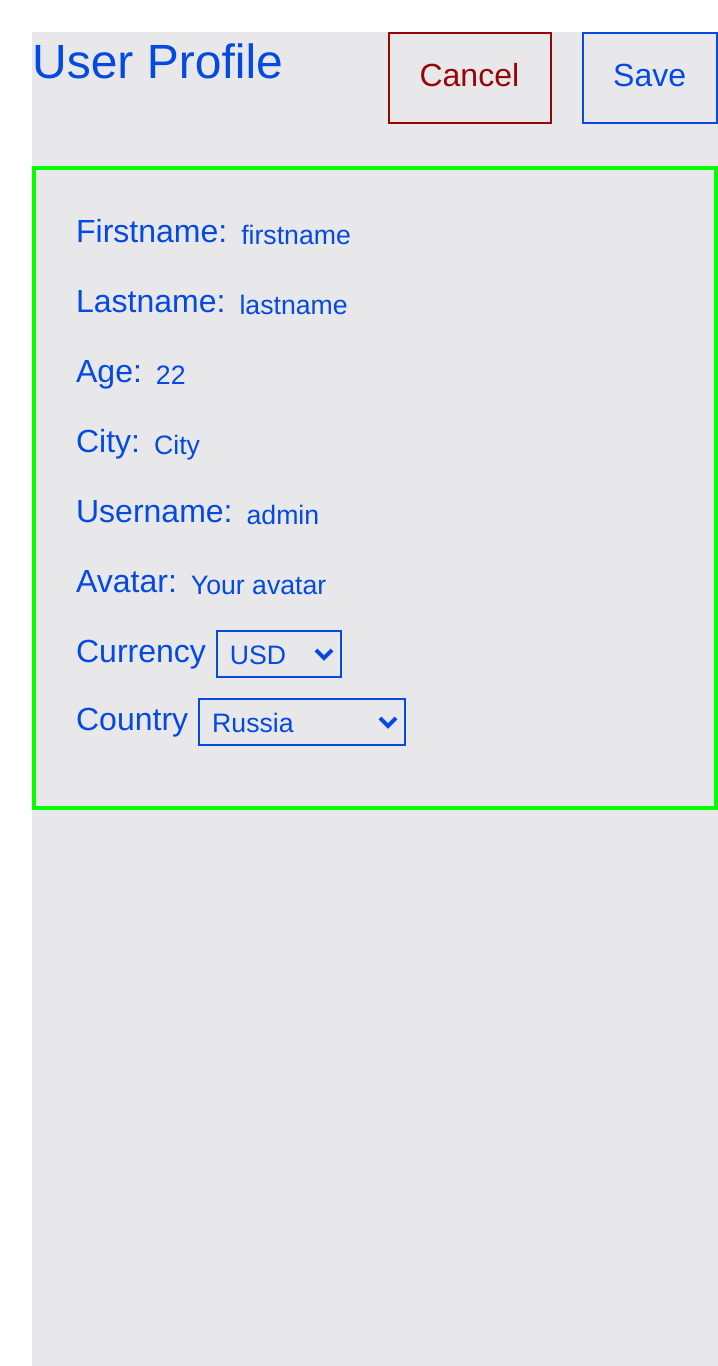 User Profile Cancel Save
Firstname: firstname
Lastname: lastname
Age: 22
City: City
Username: admin
Avatar: Your avatar
Currency USD
Country Russia